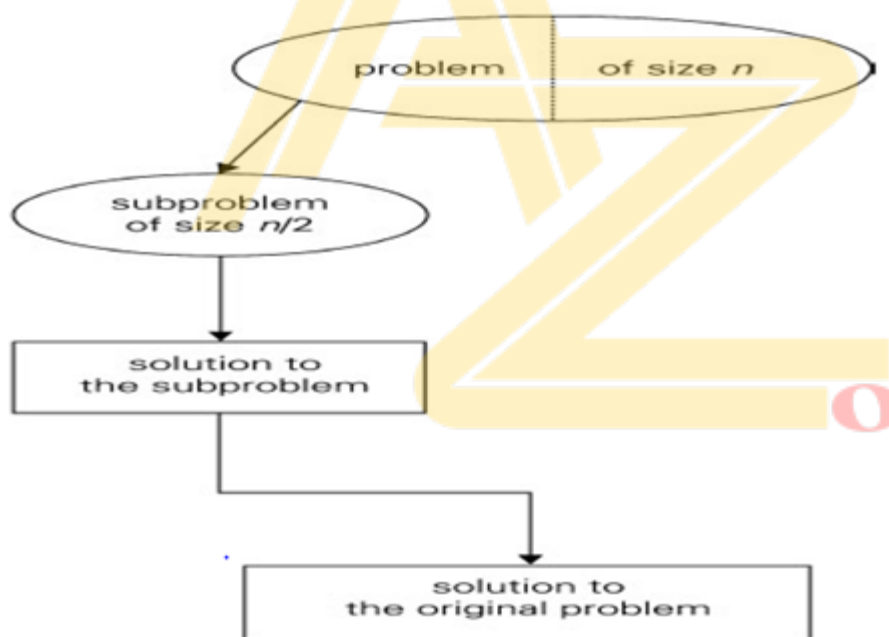 problem of size n
subproblem
of size n/2
solution to
the subproblem
solution to
the original problem